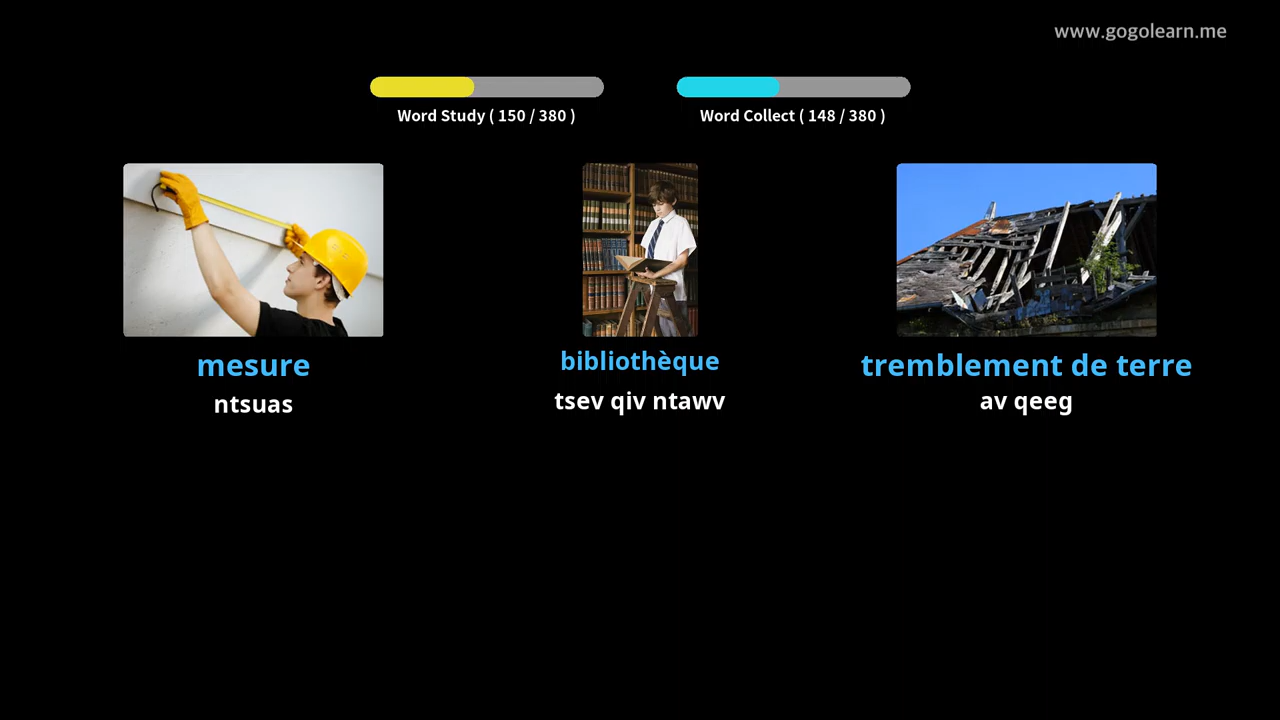 www.gogolearn.me
Word Study ( 150 / 380 )
Word Collect ( 148 / 380 )
mesure
ntsuas
bibliothèque
tsev qiv ntawv
tremblement de terre
av qeeg